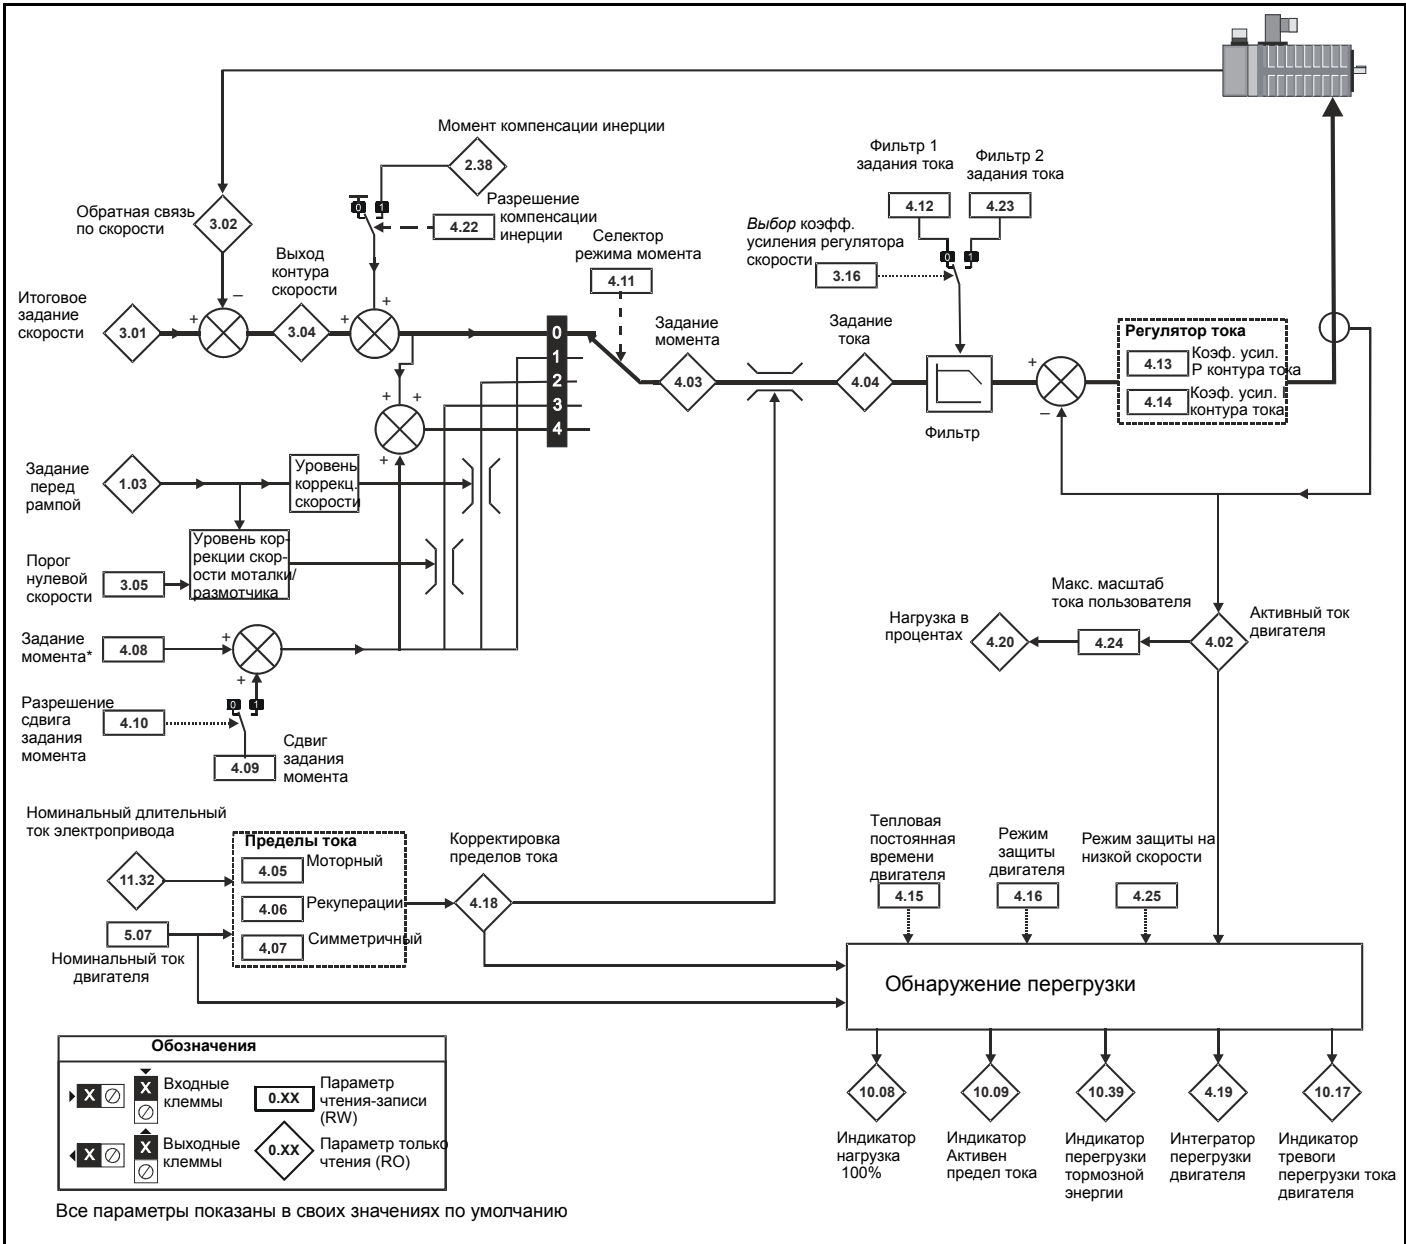 Момент компенсации инерции
2.38
0 1
Разрешение
компенсации
инерции
4.22
Обратная связь
по скорости
3.02
Выход
контура
скорости
3.04
Итоговое
задание
скорости
3.01
–
+
+
+
Селектор
режима момента
4.11
Фильтр 1
задания тока
4.12
Фильтр 2
задания тока
4.23
Выбор коэфф.
усиления регулятора
скорости
3.16
0 1
0
1
2
3
4
Задание
момента
4.03
Задание
тока
4.04
Фильтр
+
–
Регулятор тока
4.13
Коэф. усил.
P контура тока
4.14
Коэф. усил. I
контура тока
+
+
+
Задание
перед
рампой
1.03
Уровень
коррекц.
скорости
Уровень кор-
рекции скор-
ости моталки/
размотчика
Порог
нулевой
скорости
3.05
Задание
момента*
4.08
+
+
0 1
Разрешение
сдвига
задания
момента
4.10
4.09
Сдвиг
задания
момента
Макс. масштаб
тока пользователя
4.24
Нагрузка в
процентах
4.20
4.02
Активный ток
двигателя
Номинальный длительный
ток электропривода
11.32
5.07
Номинальный ток
двигателя
Пределы тока
4.05
Моторный
4.06
Рекуперации
4.07
Симметричный
Корректировка
пределов тока
4.18
Тепловая
постоянная
времени
двигателя
4.15
Режим
защиты
двигателя
4.16
Режим защиты на
низкой скорости
4.25
Обнаружение перегрузки
10.08
Индикатор
нагрузка
100%
10.09
Индикатор
Активен
предел тока
10.39
Индикатор
перегрузки
тормозной
энергии
4.19
Интегратор
перегрузки
двигателя
10.17
Индикатор
тревоги
перегрузки тока
двигателя
Обозначения
X
X
Входные
клеммы
0.XX
Параметр
чтения-записи
(RW)
X
X
Выходные
клеммы
0.XX
Параметр только
чтения (RO)
Все параметры показаны в своих значениях по умолчанию